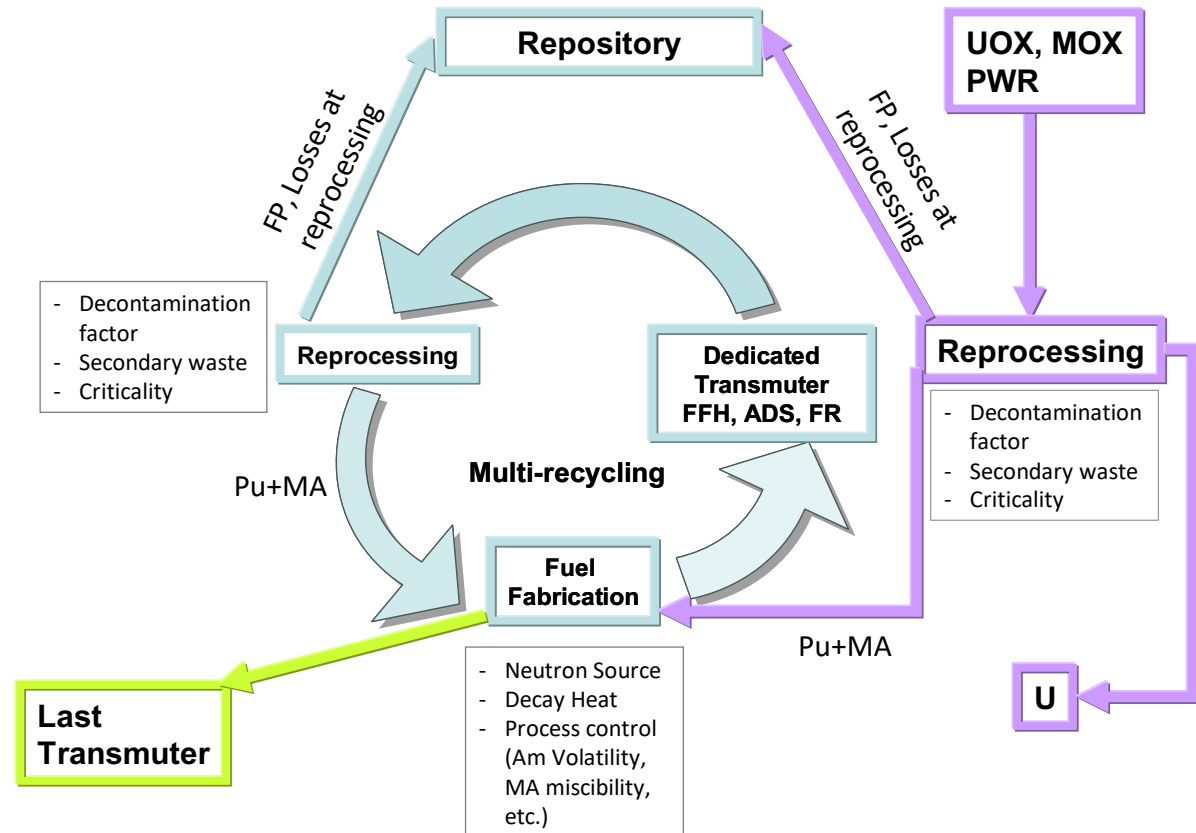 Repository
UOX, MOX
PWR
FP, Losses at
reprocessing
FP, Losses at
reprocessing
- Decontamination
factor
- Secondary waste
- Criticality
Reprocessing
Dedicated
Transmuter
FFH, ADS, FR
Reprocessing
- Decontamination
factor
- Secondary waste
- Criticality
Pu+MA
Multi-recycling
Fuel
Fabrication
Pu+MA
- Neutron Source
- Decay Heat
- Process control
(Am Volatility,
MA miscibility,
etc.)
Last
Transmuter
U